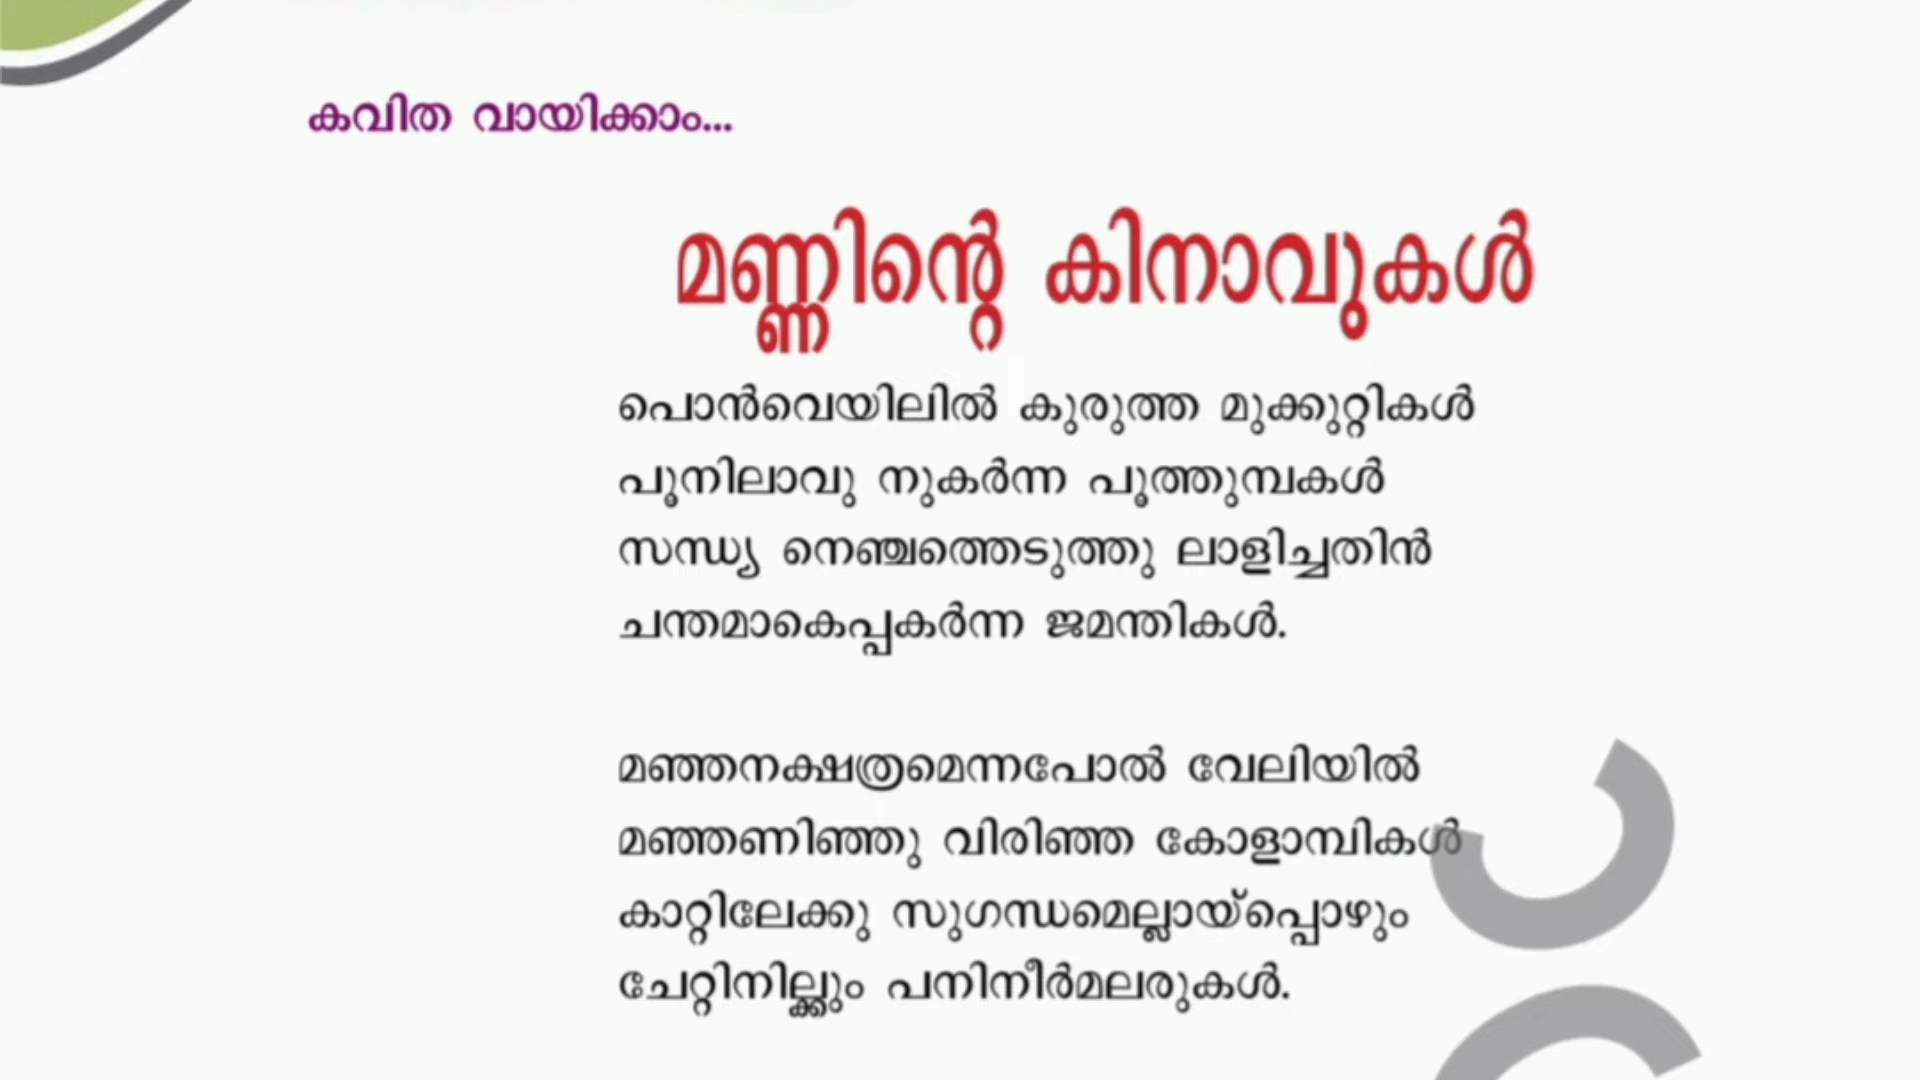 കവിത വായിക്കാം...
മണ്ണിന്റെ കിനാവുകൾ
പൊൻവെയിലിൽ കുരുത്ത മുക്കുറ്റികൾ
പൂനിലാവു നുകർന്ന പൂത്തുമ്പകൾ
സന്ധ്യ നെഞ്ചത്തെടുത്തു ലാളിച്ചതിൻ
ചന്തമാകെപ്പകർന്ന ജമന്തികൾ.
മഞ്ഞനക്ഷത്രമെന്നപോൽ വേലിയിൽ
മഞ്ഞണിഞ്ഞു വിരിഞ്ഞ കോളാമ്പികൾ
കാറ്റിലേക്കു സുഗന്ധമെല്ലായ്പ്പൊഴും
ചേറ്റിനില്ക്കും പനിനീർമലരുകൾ.